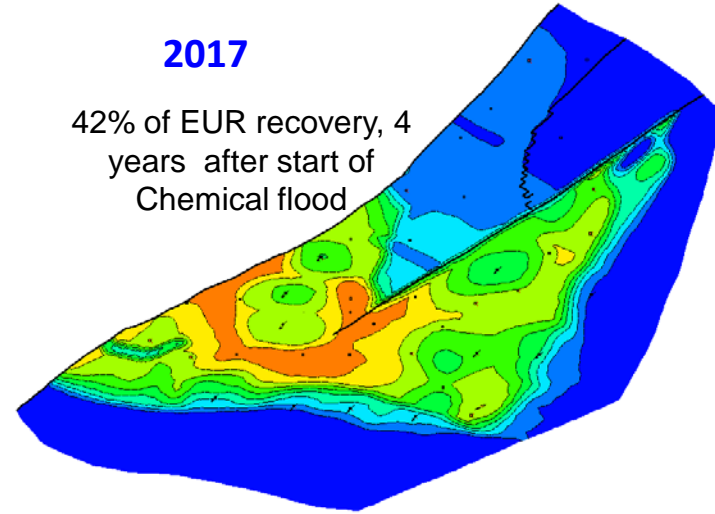 2017
42% of EUR recovery, 4
years after start of
Chemical flood